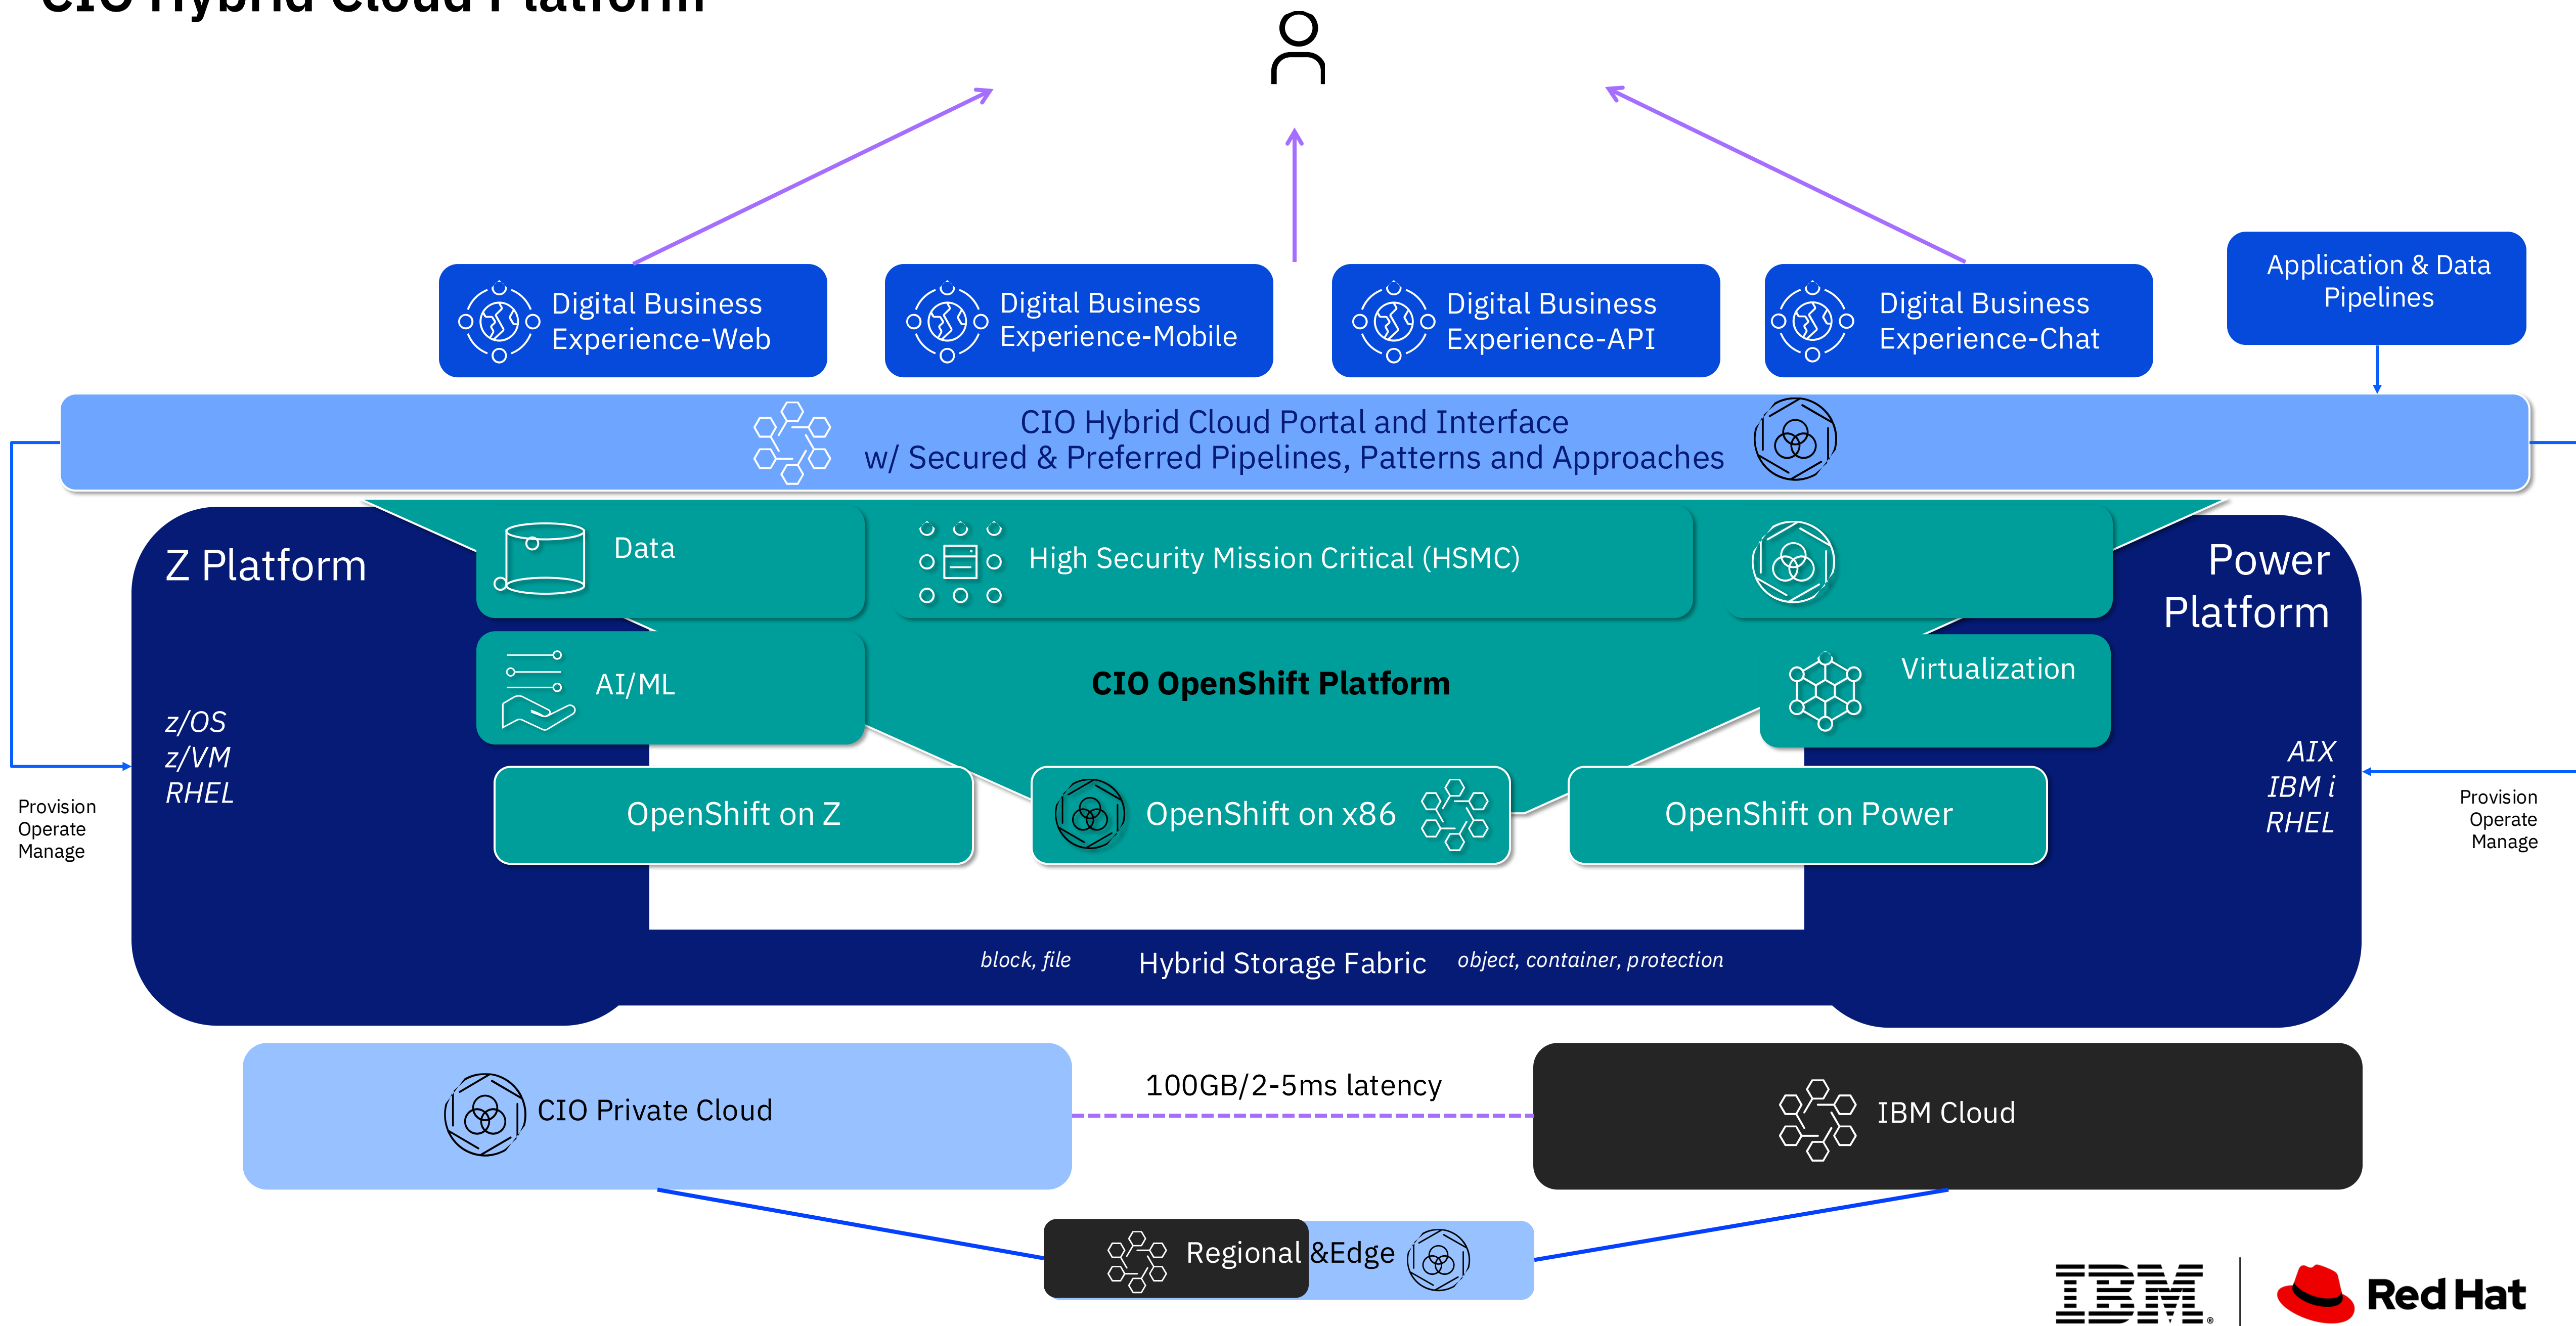 CIO Hybrid Cloud Platform
Digital Business
Experience-Web
Digital Business
Experience-Mobile
Digital Business
Experience-API
Digital Business
Experience-Chat
Application & Data
Pipelines
CIO Hybrid Cloud Portal and Interface
w/ Secured & Preferred Pipelines, Patterns and Approaches
Z Platform
Data
High Security Mission Critical (HSMC)
Power
Platform
AI/ML
CIO OpenShift Platform
Virtualization
z/OS
z/VM
RHEL
AIX
IBM i
RHEL
Provision
Operate
Manage
OpenShift on Z
OpenShift on x86
OpenShift on Power
Provision
Operate
Manage
block, file
Hybrid Storage Fabric
object, container, protection
CIO Private Cloud
100GB/2-5ms latency
IBM Cloud
Regional &Edge
IBM®
Red Hat